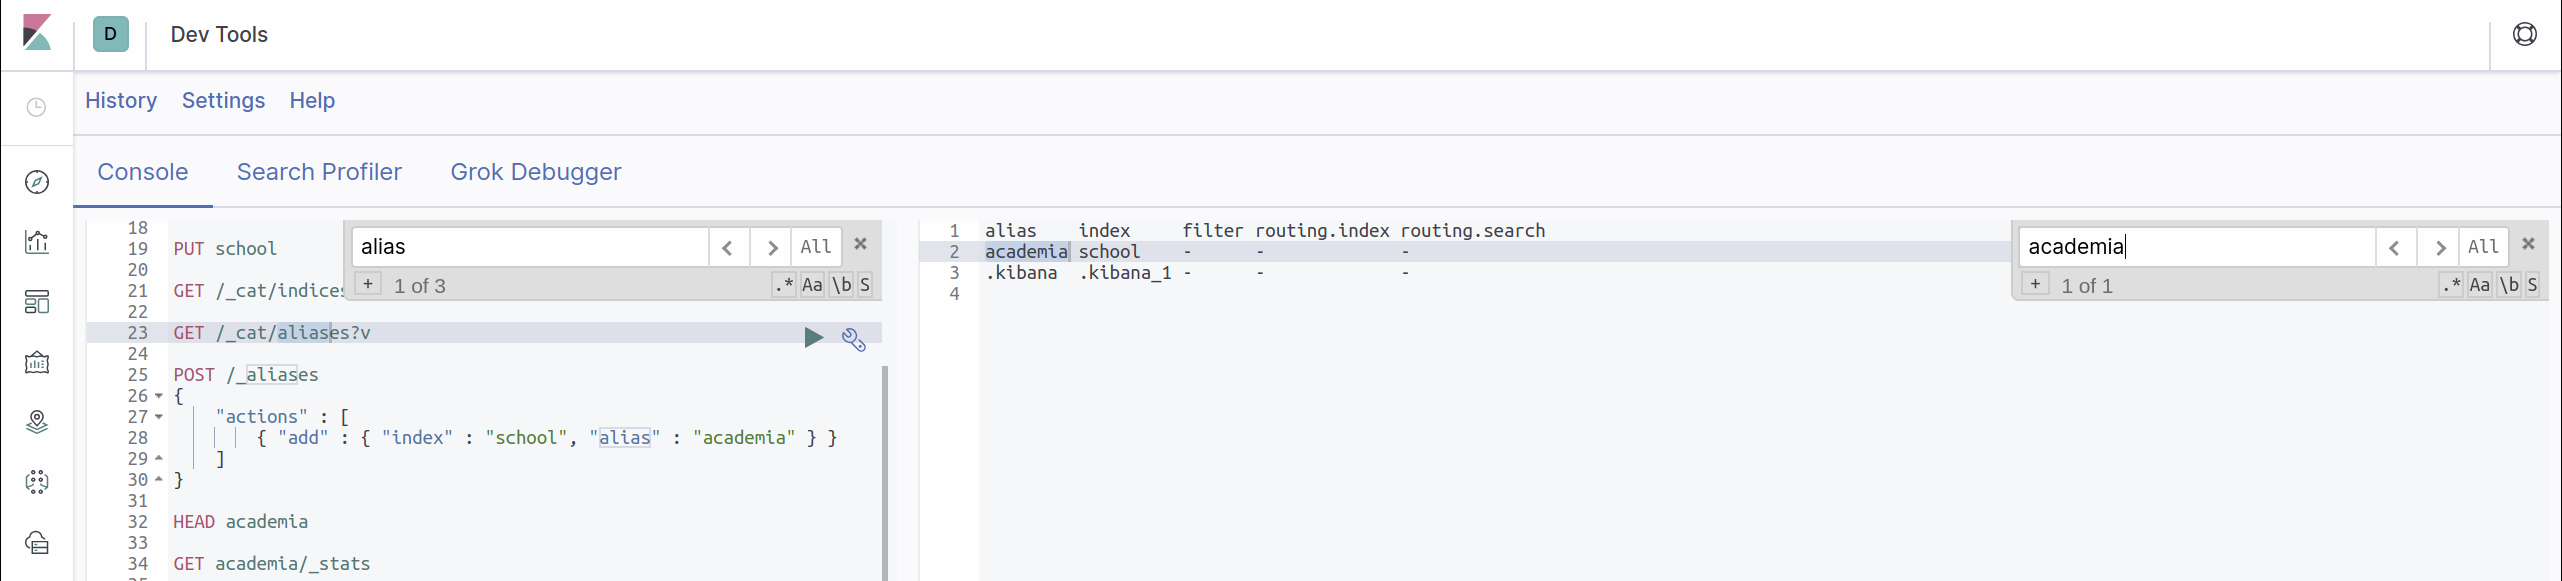 D Dev Tools
History Settings Help
Console Search Profiler Grok Debugger
18
19 PUT school
20
21 GET /_cat/indices
22
23 GET /_cat/aliases?v
24
25 POST /_aliases
26 {
27 "actions" : [
28 { "add" : { "index" : "school", "alias" : "academia" } }
29 ]
30 }
31
32 HEAD academia
33
34 GET academia/_stats
alias All
+ 1 of 3 .* Aa \b S
1 alias index filter routing.index routing.search
2 academia school - - -
3 .kibana .kibana_1 - - -
4
academia All
+ 1 of 1 .* Aa \b S